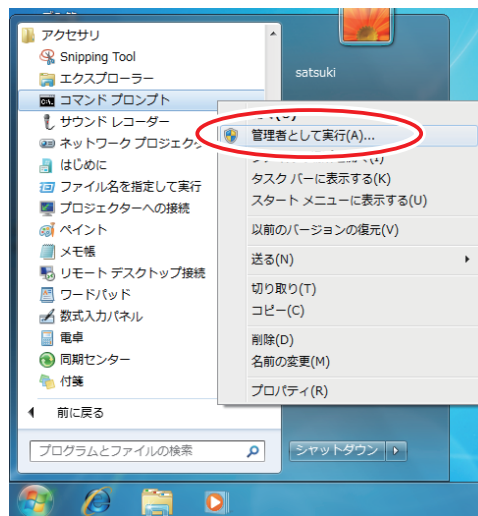 アクセサリ
Snipping Tool
エクスプローラー
コマンド プロンプト
サウンド レコーダー
ネットワーク プロジェク
はじめに
ファイル名を指定して実行
プロジェクターへの接続
ペイント
メモ帳
リモート デスクトップ接続
ワードパッド
数式入力パネル
電卓
同期センター
付箋
前に戻る
プログラムとファイルの検索
satsuki
管理者として実行(A)...
タスク バーに表示する(K)
スタート メニューに表示する(U)
以前のバージョンの復元(V)
送る(N)
切り取り(T)
コピー(C)
削除(D)
名前の変更(M)
プロパティ(R)
シャットダウン